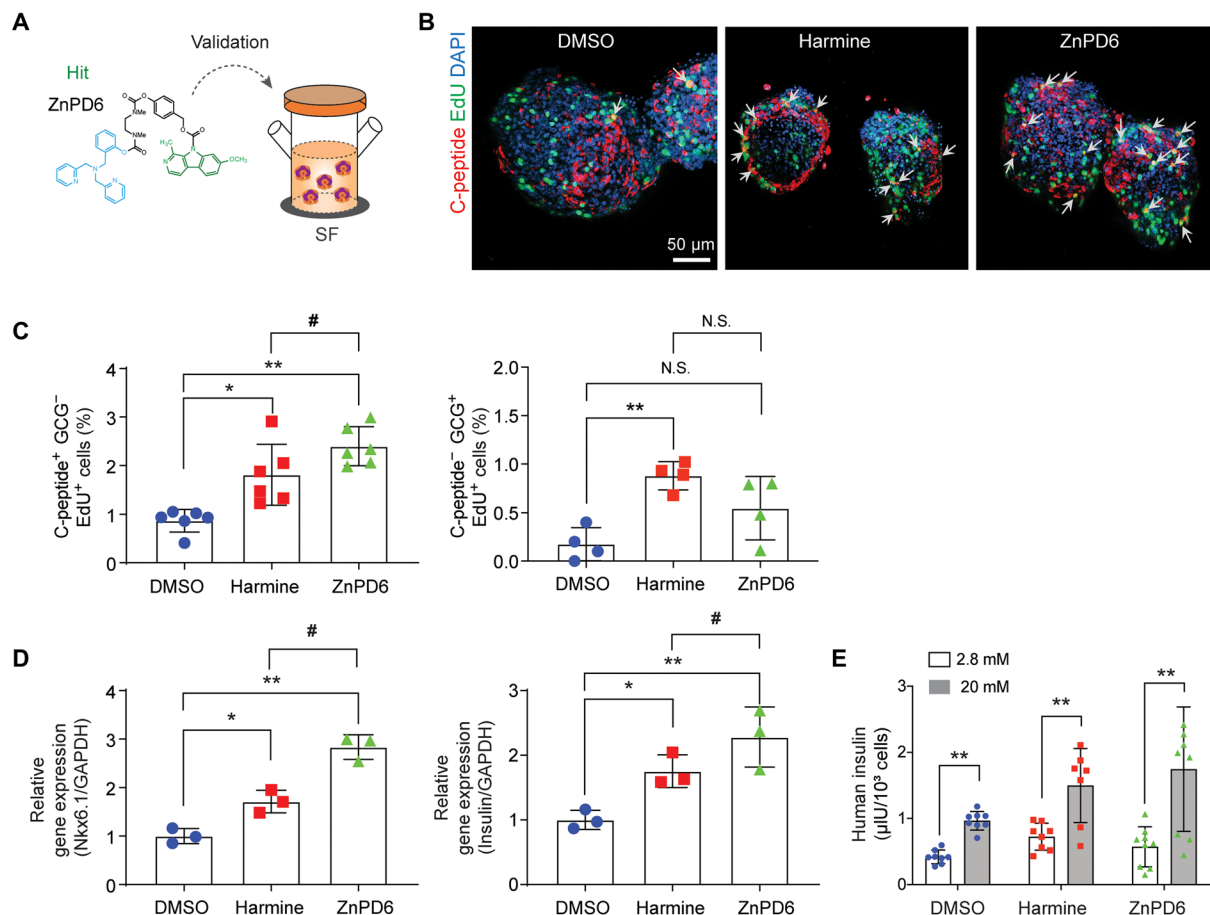 A
Validation
Hit
ZnPD6
O
O
NMe
NMe
O
O
O
O
N
N
N
N
N
H₃C
OCH₃
SF
B
C-peptide EdU DAPI
DMSO
Harmine
ZnPD6
50 µm
C
C-peptide⁺ GCG⁻
EdU⁺ cells (%)
4
3
2
1
0
#
**
*
DMSO
Harmine
ZnPD6
C-peptide⁻ GCG⁺
EdU⁺ cells (%)
2.0
1.5
1.0
0.5
0.0
N.S.
N.S.
**
DMSO
Harmine
ZnPD6
D
Relative
gene expression
(Nkx6.1/GAPDH)
4
3
2
1
0
#
**
*
DMSO
Harmine
ZnPD6
Relative
gene expression
(Insulin/GAPDH)
3
2
1
0
#
**
*
DMSO
Harmine
ZnPD6
E
2.8 mM
20 mM
Human insulin
(µIU/10³ cells)
3
2
1
0
**
**
**
DMSO
Harmine
ZnPD6